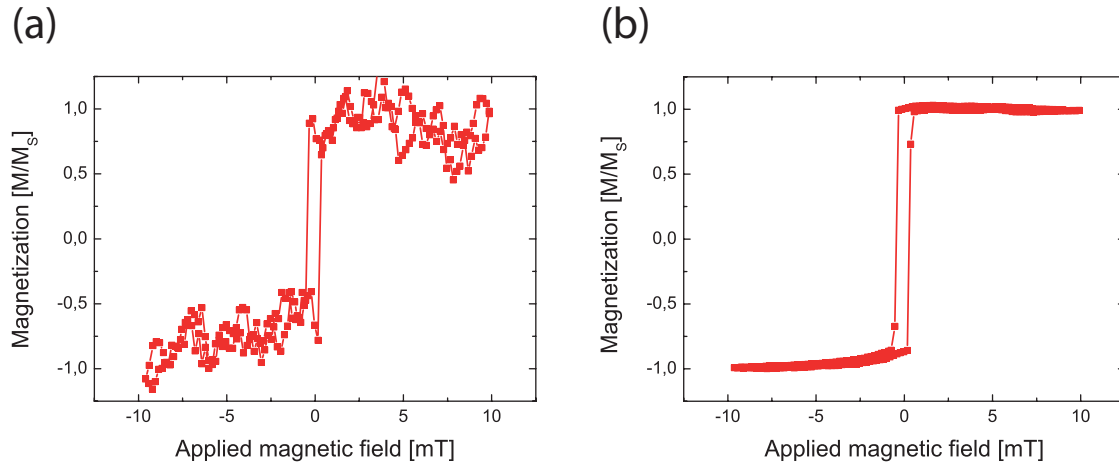 (a)
(b)
1,0
0,5
0,0
-0,5
-1,0
Magnetization [M/M_S]
-10 -5 0 5 10
Applied magnetic field [mT]
1,0
0,5
0,0
-0,5
-1,0
Magnetization [M/M_S]
-10 -5 0 5 10
Applied magnetic field [mT]